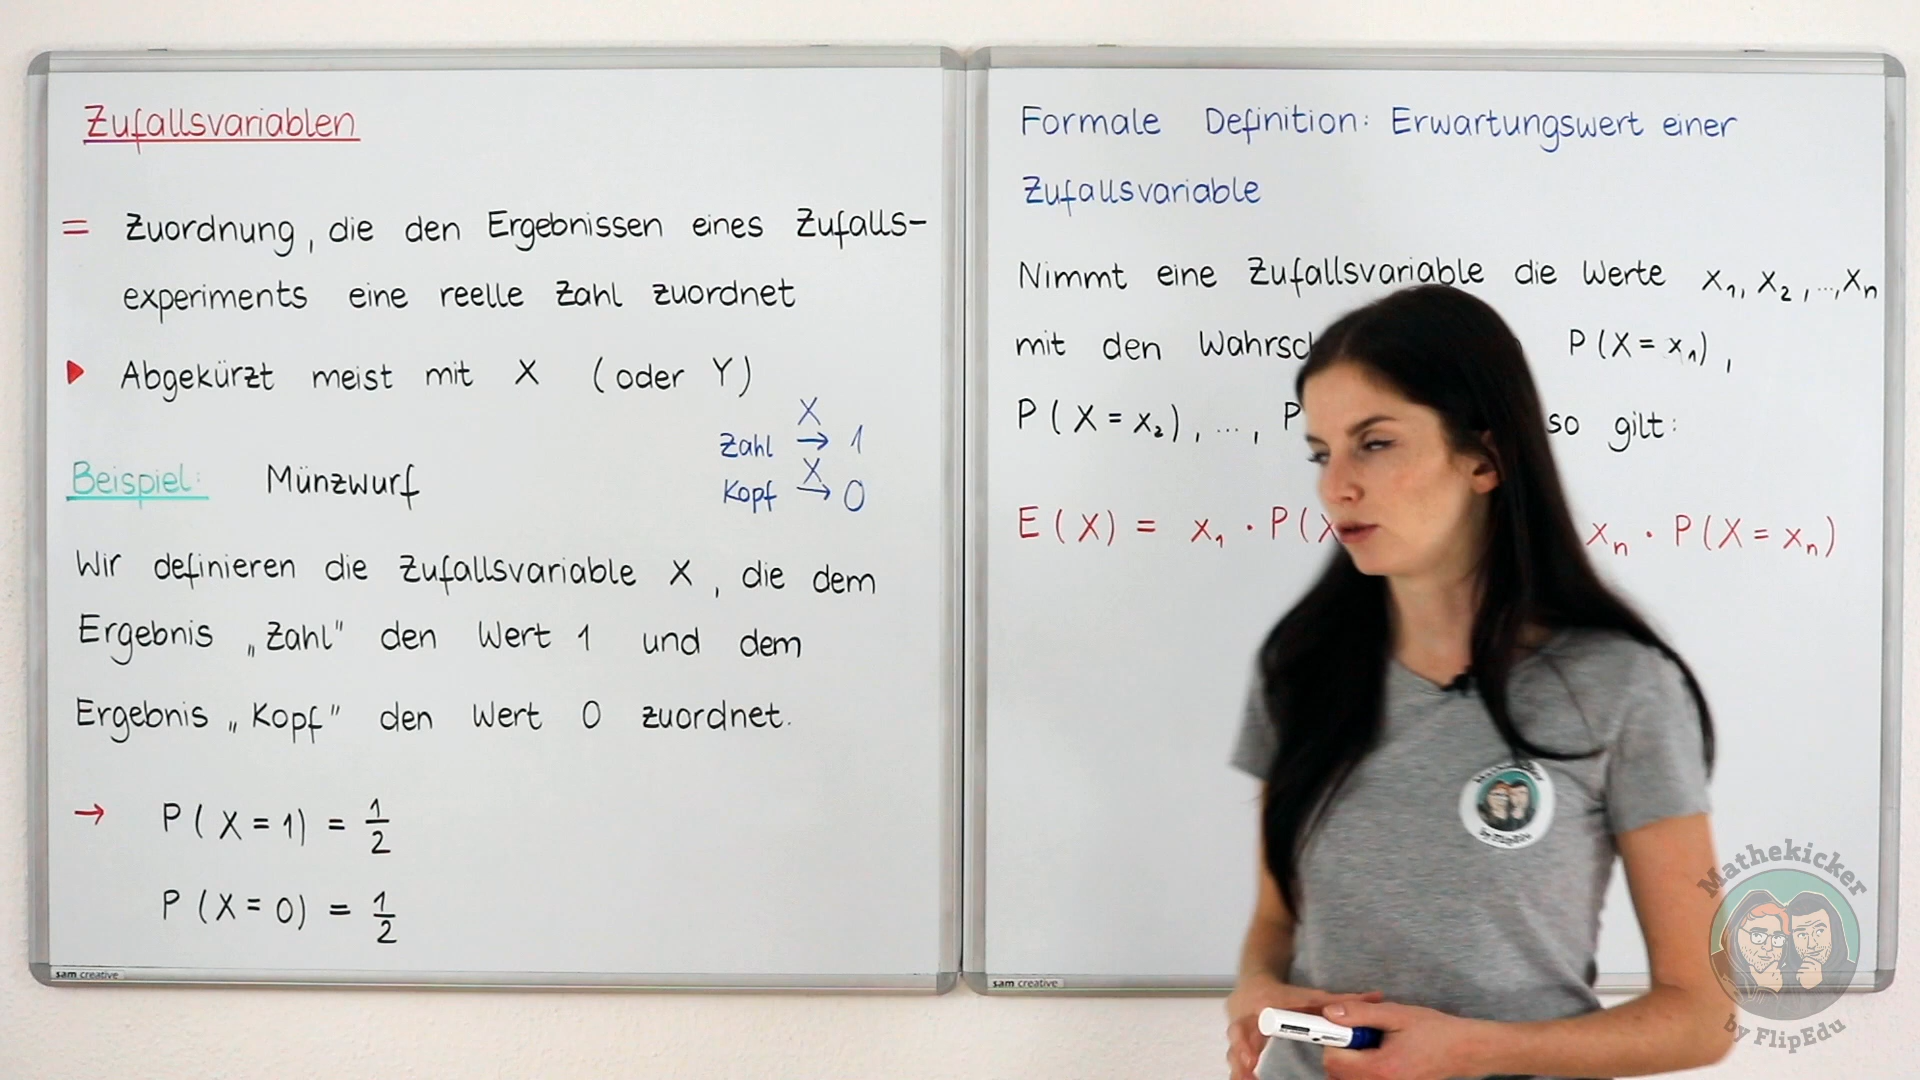 Zufallsvariablen
= Zuordnung, die den Ergebnissen eines Zufalls-
experiments eine reelle Zahl zuordnet
▶ Abgekürzt meist mit X (oder Y)
X
Zahl → 1
X
Kopf → 0
Beispiel: Münzwurf
Wir definieren die Zufallsvariable X, die dem
Ergebnis „Zahl" den Wert 1 und dem
Ergebnis „Kopf" den Wert 0 zuordnet.
→ P(X = 1) = 1/2
P(X = 0) = 1/2
sam creative
Formale Definition: Erwartungswert einer
Zufallsvariable
Nimmt eine Zufallsvariable die Werte x₁, x₂, ..., xₙ
mit den P(X = x₁),
P(X = x₂), ..., P so gilt:
E(X) = x₁ · P(X xₙ · P(X = xₙ)
sam creative
by FlipEdu
Mathekicker
by FlipEdu